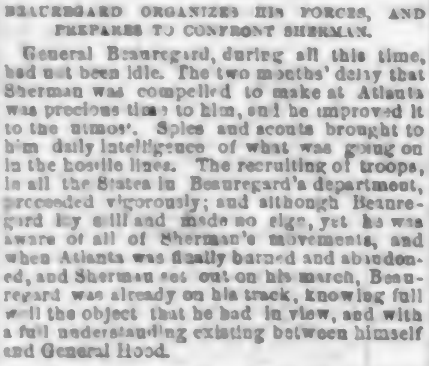 BEAUREGARD ORGANIZES HIS FORCES, AND
PREPARES TO CONFRONT SHERMAN.
General Beauregard, during all this time,
had not been idle. The two months' delay that
Sherman was compelled to make at Atlanta
was precious time to him, and he improved it
to the utmost. Spies and scouts brought to
him daily intelligence of what was going on
in the hostile lines. The recruiting of troops,
in all the States in Beauregard's department,
proceeded vigorously; and although Beaure-
gard lay still and made no sign, yet he was
aware of all of Sherman's movements, and
when Atlanta was finally burned and abandon-
ed, and Sherman set out on his march, Beau-
regard was already on his track, knowing full
well the object that he had in view, and with
a full understanding existing between himself
and General Hood.